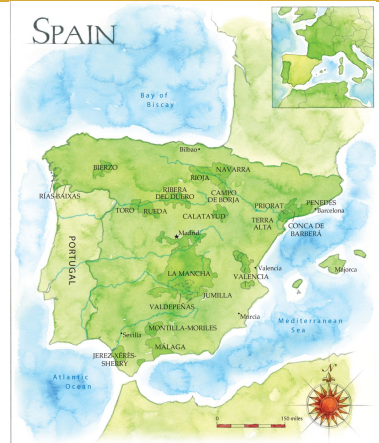 SPAIN
Bay of
Biscay
Bilbao
BIERZO
NAVARRA
RIOJA
RÍAS-BAIXAS
RIBERA
DEL DUERO
CAMPO
DE BORJA
PRIORAT
PENEDÈS
Barcelona
TORO
RUEDA
CALATAYUD
TERRA
ALTA
CONCA DE
BARBERÀ
Madrid
PORTUGAL
LA MANCHA
Valencia
VALENCIA
Majorca
JUMILLA
VALDEPEÑAS
Murcia
Mediterranean
Sea
MONTILLA-MORILES
Sevilla
MÁLAGA
JEREZ-XÉRÈS-
SHERRY
Atlantic
Ocean
N
0
150 miles